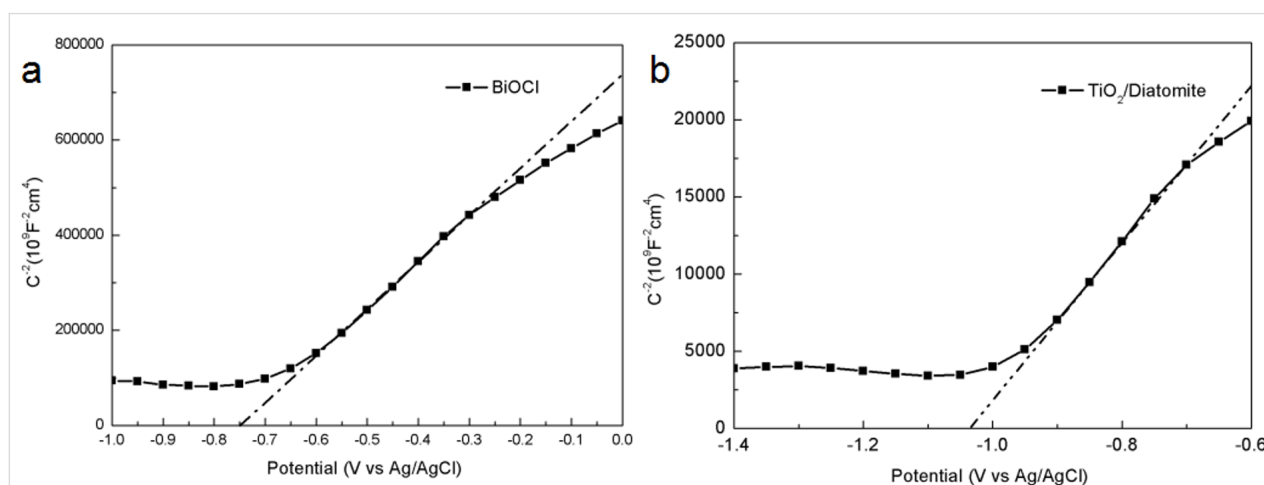 a
BiOCl
800000
600000
400000
200000
0
C⁻²(10⁹F⁻²cm⁴)
-1.0 -0.9 -0.8 -0.7 -0.6 -0.5 -0.4 -0.3 -0.2 -0.1 0.0
Potential (V vs Ag/AgCl)
b
TiO₂/Diatomite
25000
20000
15000
10000
5000
0
C⁻²(10⁹F⁻²cm⁴)
-1.4 -1.2 -1.0 -0.8 -0.6
Potential (V vs Ag/AgCl)